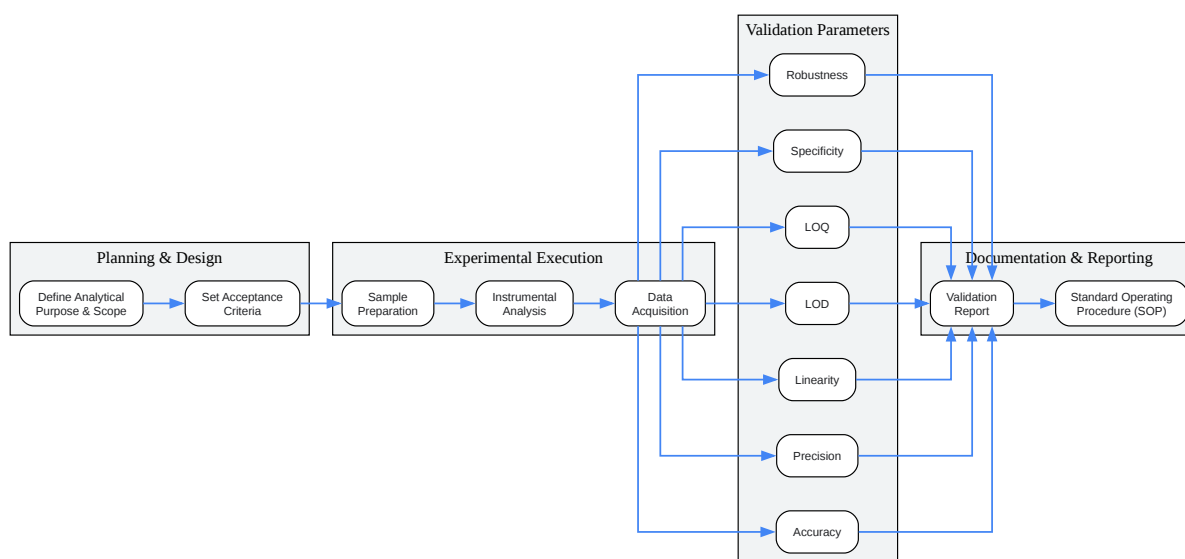 Validation Parameters
Robustness
Specificity
LOQ
Planning & Design
Experimental Execution
Documentation & Reporting
Define Analytical
Purpose & Scope
Set Acceptance
Criteria
Sample
Preparation
Instrumental
Analysis
Data
Acquisition
LOD
Validation
Report
Standard Operating
Procedure (SOP)
Linearity
Precision
Accuracy